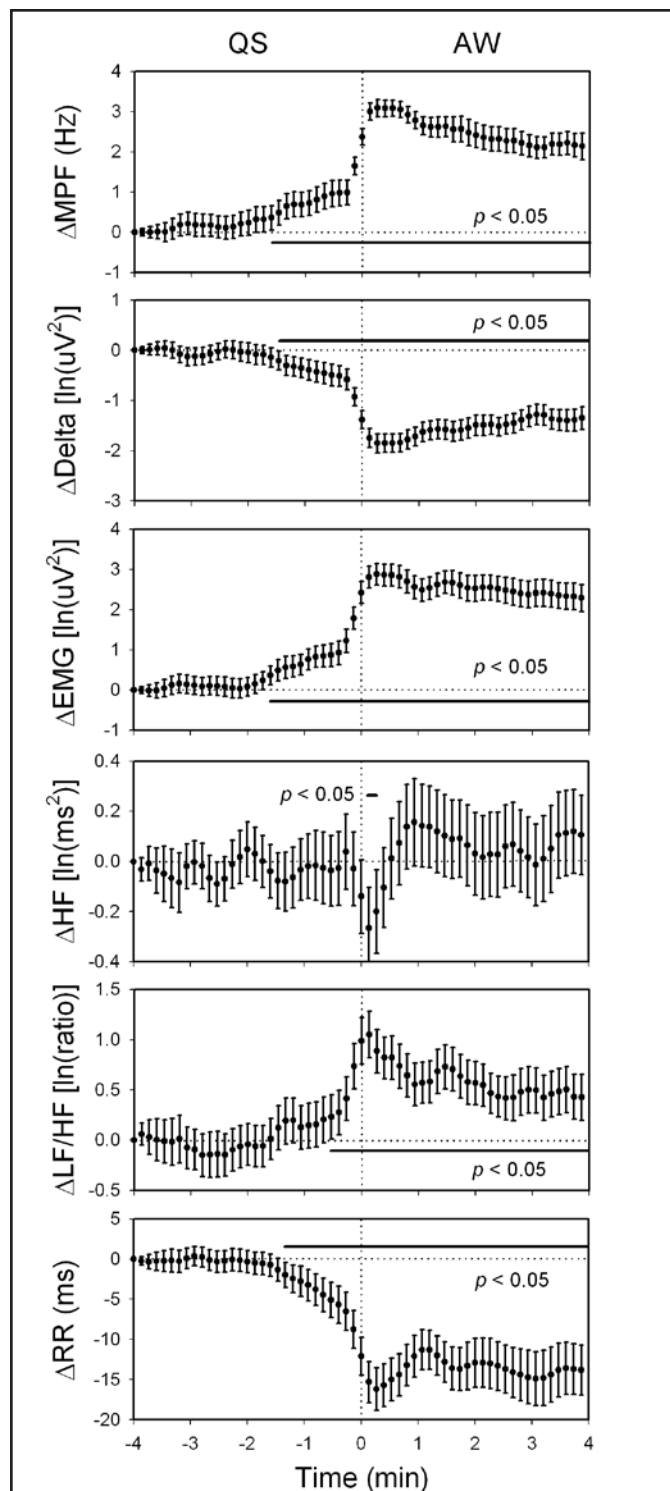 QS AW
ΔMPF (Hz)
4
3
2
1
0
-1
p < 0.05
ΔDelta [ln(uV²)]
1
0
-1
-2
-3
p < 0.05
ΔEMG [ln(uV²)]
4
3
2
1
0
-1
p < 0.05
ΔHF [ln(ms²)]
0.4
0.2
0.0
-0.2
-0.4
p < 0.05
ΔLF/HF [ln(ratio)]
1.5
1.0
0.5
0.0
-0.5
p < 0.05
ΔRR (ms)
5
0
-5
-10
-15
-20
p < 0.05
-4 -3 -2 -1 0 1 2 3 4
Time (min)